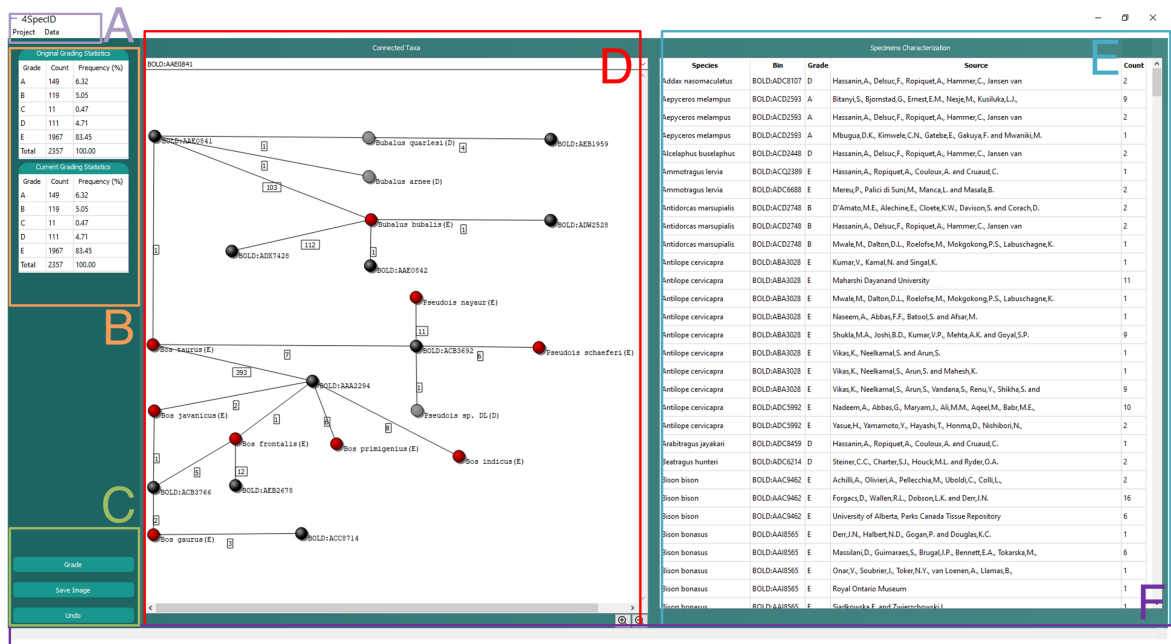 4SpecID
A
Project Data
Original Grading Statistics
Grade Count Frequency (%)
A 149 6.32
B 119 5.05
C 11 0.47
D 111 4.71
E 1967 83.45
Total 2357 100.00
Current Grading Statistics
Grade Count Frequency (%)
A 149 6.32
B 119 5.05
C 11 0.47
D 111 4.71
E 1967 83.45
Total 2357 100.00
B
C
Grade
Save Image
Undo
Connected Taxa
D
BOLD:AAE0841
BOLD:AAE0841
1
Bubalus quarlesi(D)
4
BOLD:AEB1959
1
Bubalus arnee(D)
103
Bubalus bubalis(E)
1
BOLD:ADW2528
112
BOLD:ADX7428
1
BOLD:AAE0842
1
Pseudois nayaur(E)
11
Bos taurus(E)
7
BOLD:ACB3692
6
Pseudois schaeferi(E)
393
BOLD:AAA2294
1
Pseudois sp. DL(D)
2
Bos javanicus(E)
1
Bos frontalis(E)
Bos primigenius(E)
8
Bos indicus(E)
1
5
12
BOLD:ACB3766
BOLD:AEB2678
2
Bos gaurus(E)
3
BOLD:ACC8714
Specimens Characterization
E
Species Bin Grade Source Count
Addax nasomaculatus BOLD:ADC8107 D Hassanin,A., Delsuc,F., Ropiquet,A., Hammer,C., Jansen van 2
Aepyceros melampus BOLD:ACD2593 A Bitanyi,S., Bjornstad,G., Ernest,E.M., Nesje,M., Kusiluka,L.J., 9
Aepyceros melampus BOLD:ACD2593 A Hassanin,A., Delsuc,F., Ropiquet,A., Hammer,C., Jansen van 2
Aepyceros melampus BOLD:ACD2593 A Mbugua,D.K., Kimwele,C.N., Gatebe,E., Gakuya,F. and Mwaniki,M. 1
Alcelaphus buselaphus BOLD:ACD2448 D Hassanin,A., Delsuc,F., Ropiquet,A., Hammer,C., Jansen van 2
Ammotragus lervia BOLD:ACQ2389 E Hassanin,A., Ropiquet,A., Couloux,A. and Cruaud,C. 1
Ammotragus lervia BOLD:ADC6688 E Mereu,P., Palici di Suni,M., Manca,L. and Masala,B. 2
Antidorcas marsupialis BOLD:ACD2748 B D'Amato,M.E., Alechine,E., Cloete,K.W., Davison,S. and Corach,D. 2
Antidorcas marsupialis BOLD:ACD2748 B Hassanin,A., Delsuc,F., Ropiquet,A., Hammer,C., Jansen van 2
Antidorcas marsupialis BOLD:ACD2748 B Mwale,M., Dalton,D.L., Roelofse,M., Mokgokong,P.S., Labuschagne,K. 1
Antilope cervicapra BOLD:ABA3028 E Kumar,V., Kamal,N. and Singal,K. 1
Antilope cervicapra BOLD:ABA3028 E Maharshi Dayanand University 11
Antilope cervicapra BOLD:ABA3028 E Mwale,M., Dalton,D.L., Roelofse,M., Mokgokong,P.S., Labuschagne,K. 1
Antilope cervicapra BOLD:ABA3028 E Naseem,A., Abbas,F.F., Batool,S. and Afsar,M. 1
Antilope cervicapra BOLD:ABA3028 E Shukla,M.A., Joshi,B.D., Kumar,V.P., Mehta,A.K. and Goyal,S.P. 9
Antilope cervicapra BOLD:ABA3028 E Vikas,K., Neelkamal,S. and Arun,S. 1
Antilope cervicapra BOLD:ABA3028 E Vikas,K., Neelkamal,S., Arun,S. and Mahesh,K. 1
Antilope cervicapra BOLD:ABA3028 E Vikas,K., Neelkamal,S., Arun,S., Vandana,S., Renu,Y., Shikha,S. and 9
Antilope cervicapra BOLD:ADC5992 E Nadeem,A., Abbas,G., Maryam,J., Ali,M.M., Aqeel,M., Babr,M.E., 10
Antilope cervicapra BOLD:ADC5992 E Yasue,H., Yamamoto,Y., Hayashi,T., Honma,D., Nishibori,N., 2
Arabitragus jayakari BOLD:ADC8459 D Hassanin,A., Ropiquet,A., Couloux,A. and Cruaud,C. 1
Beatragus hunteri BOLD:ADC6214 D Steiner,C.C., Charter,S.J., Houck,M.L. and Ryder,O.A. 2
Bison bison BOLD:AAC9462 E Achilli,A., Olivieri,A., Pellecchia,M., Uboldi,C., Colli,L., 2
Bison bison BOLD:AAC9462 E Forgacs,D., Wallen,R.L., Dobson,L.K. and Derr,J.N. 16
Bison bison BOLD:AAC9462 E University of Alberta, Parks Canada Tissue Repository 6
Bison bonasus BOLD:AAI8565 E Derr,J.N., Halbert,N.D., Gogan,P. and Douglas,K.C. 1
Bison bonasus BOLD:AAI8565 E Massilani,D., Guimaraes,S., Brugal,J.P., Bennett,E.A., Tokarska,M., 6
Bison bonasus BOLD:AAI8565 E Onar,V., Soubrier,J., Toker,N.Y., van Loenen,A., Llamas,B., 1
Bison bonasus BOLD:AAI8565 E Royal Ontario Museum 1
Bison bonasus BOLD:AAI8565 E Siadkowska,E. and Zwierzchowski,L. 1
F